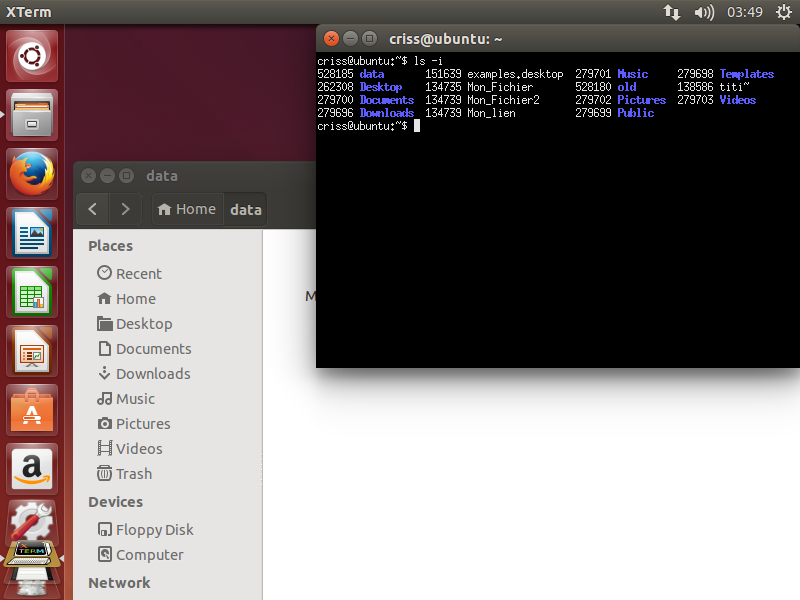 XTerm
03:49
criss@ubuntu: ~
criss@ubuntu:~$ ls -i
528185 data 151639 examples.desktop 279701 Music 279698 Templates
262308 Desktop 134735 Mon_Fichier 528180 old 138586 titi~
279700 Documents 134739 Mon_Fichier2 279702 Pictures 279703 Videos
279696 Downloads 134739 Mon_lien 279699 Public
criss@ubuntu:~$
data
Home data
Places
Recent
Home
Desktop
Documents
Downloads
Music
Pictures
Videos
Trash
Devices
Floppy Disk
Computer
Network
a
XTERM